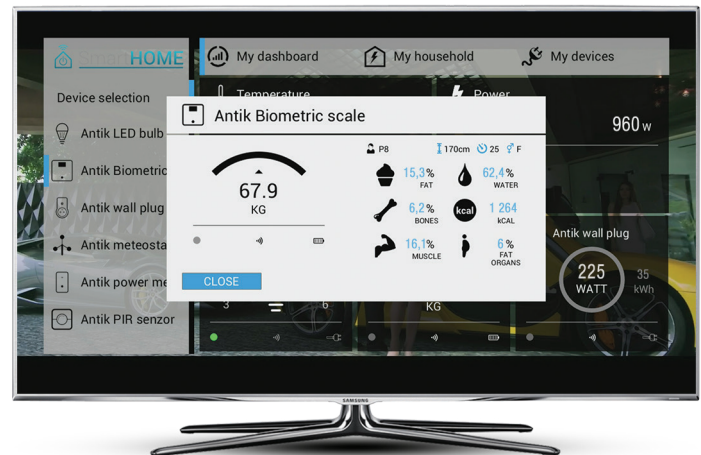 SmartHOME
My dashboard
My household
My devices
Device selection
Antik LED bulb
Antik Biometric
Antik wall plug
Antik meteosta
Antik power me
Antik PIR senzor
Temperature
Power
960 W
Antik Biometric scale
67.9
KG
P8
170cm
25
F
15,3%
FAT
62,4%
WATER
6,2%
BONES
kcal
1 264
kCAL
16,1%
MUSCLE
6%
FAT
ORGANS
CLOSE
3
6
KG
Antik wall plug
225
WATT
35
kWh
SAMSUNG